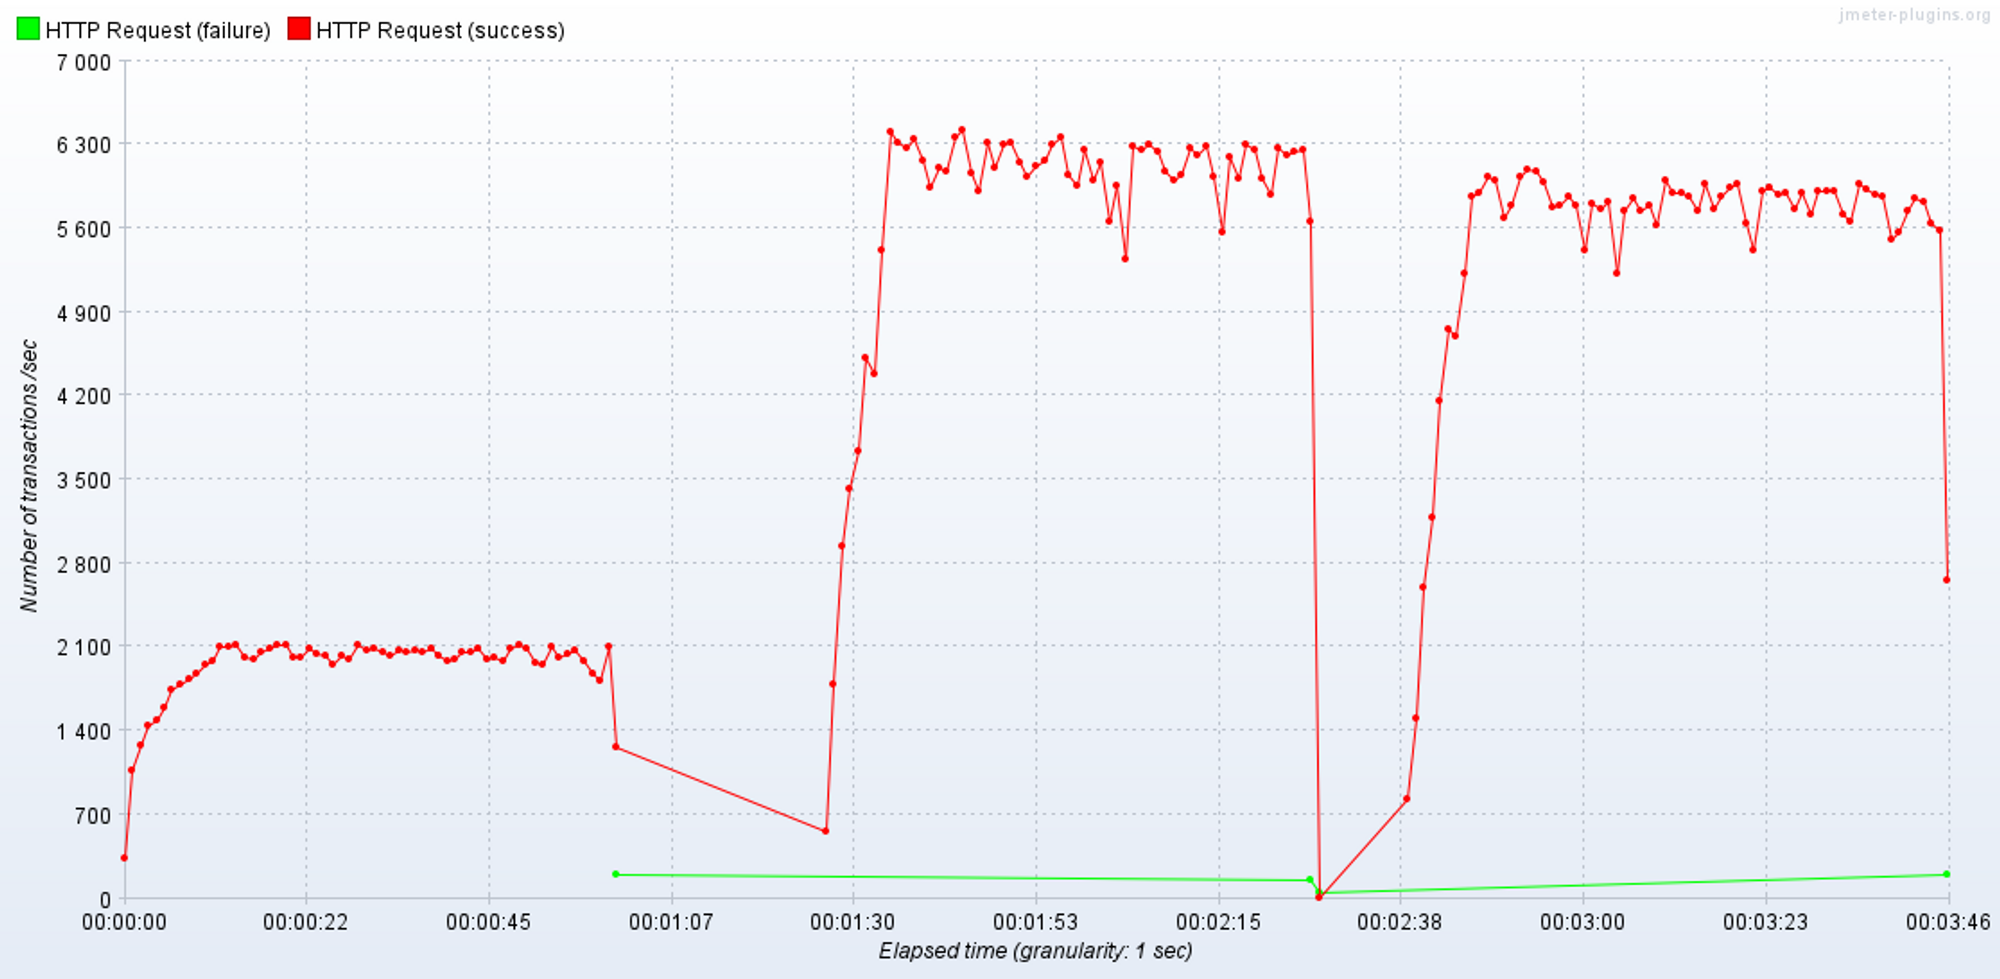 jmeter-plugins.org
HTTP Request (failure) HTTP Request (success)
7 000
6 300
5 600
4 900
4 200
3 500
2 800
2 100
1 400
700
0
Number of transactions /sec
00:00:00 00:00:22 00:00:45 00:01:07 00:01:30 00:01:53 00:02:15 00:02:38 00:03:00 00:03:23 00:03:46
Elapsed time (granularity: 1 sec)